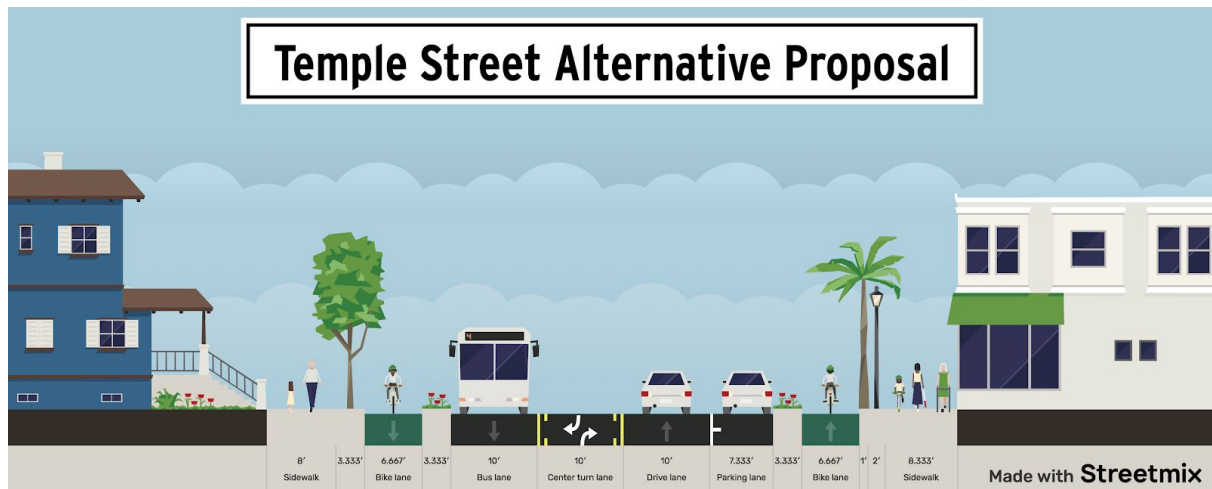 Temple Street Alternative Proposal
4
8' 3.333' 6.667' 3.333' 10' 10' 10' 7.333' 3.333' 6.667' 1' 2' 8.333'
Sidewalk Bike lane Bus lane Center turn lane Drive lane Parking lane Bike lane Sidewalk
Made with Streetmix